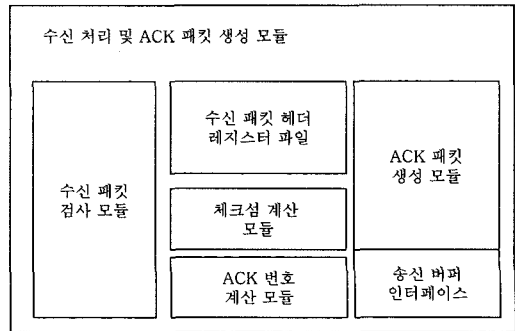 수신 처리 및 ACK 패킷 생성 모듈
수신 패킷
검사 모듈
수신 패킷 헤더
레지스터 파일
체크섬 계산
모듈
ACK 번호
계산 모듈
ACK 패킷
생성 모듈
송신 버퍼
인터페이스